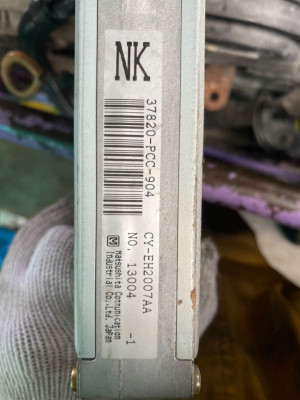 NK
37820-PCC-904
CY-EH2007AA
NO. 13004 -1
M Matsushita Communication
Industrial Co.,Ltd. JAPAN